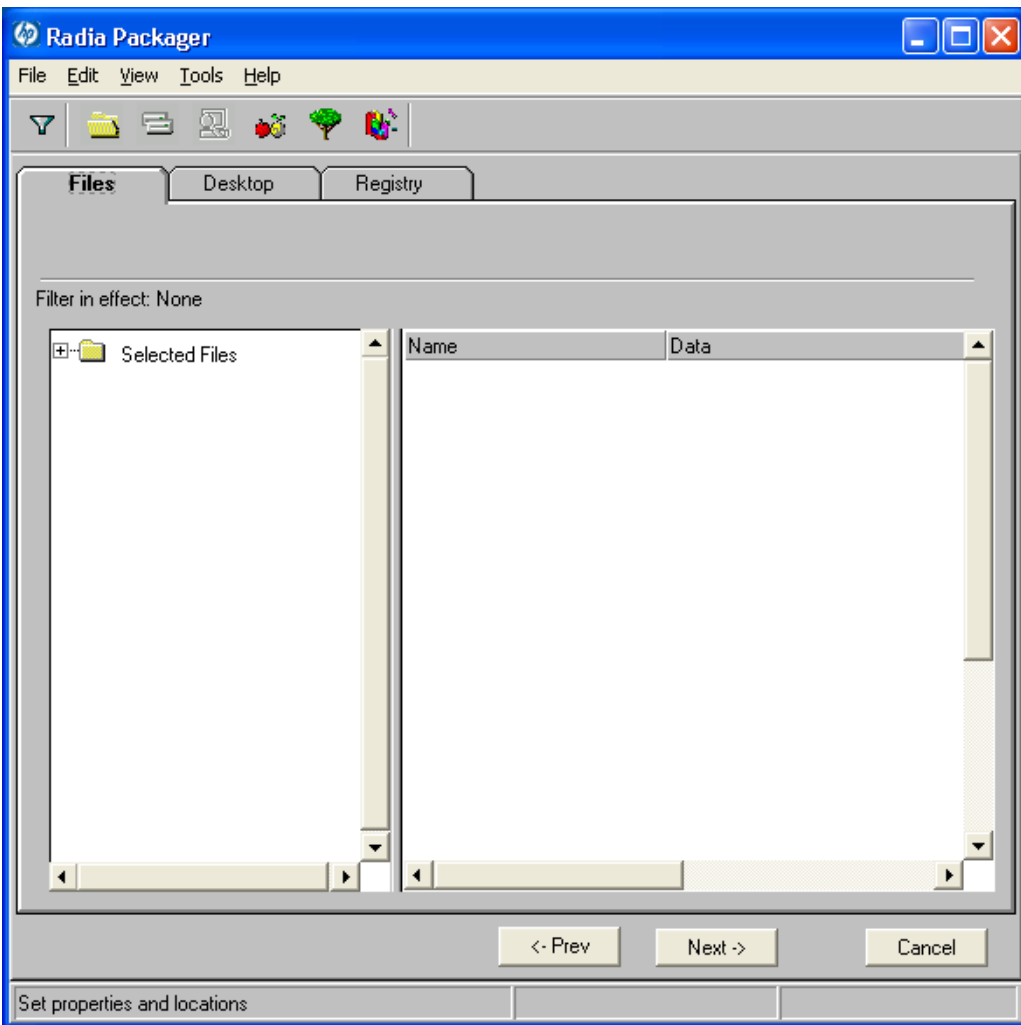 hp Radia Packager
File Edit View Tools Help
Files Desktop Registry
Filter in effect: None
Selected Files
Name Data
<- Prev Next -> Cancel
Set properties and locations